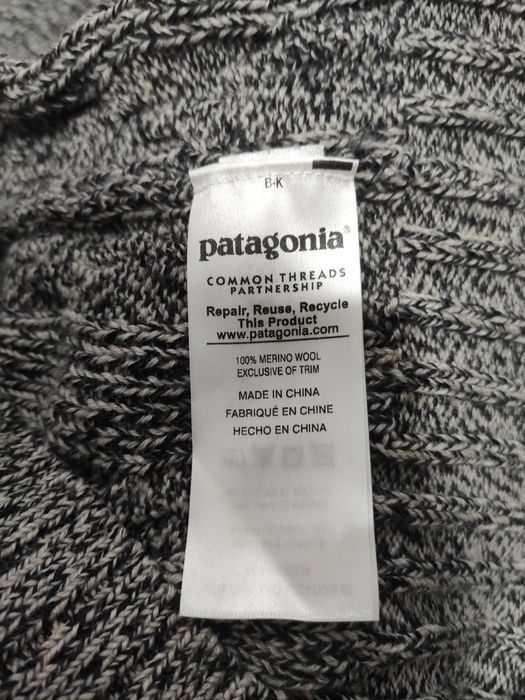 B-K
patagonia®
COMMON THREADS
PARTNERSHIP
Repair, Reuse, Recycle
This Product
www.patagonia.com
100% MERINO WOOL
EXCLUSIVE OF TRIM
MADE IN CHINA
FABRIQUÉ EN CHINE
HECHO EN CHINA